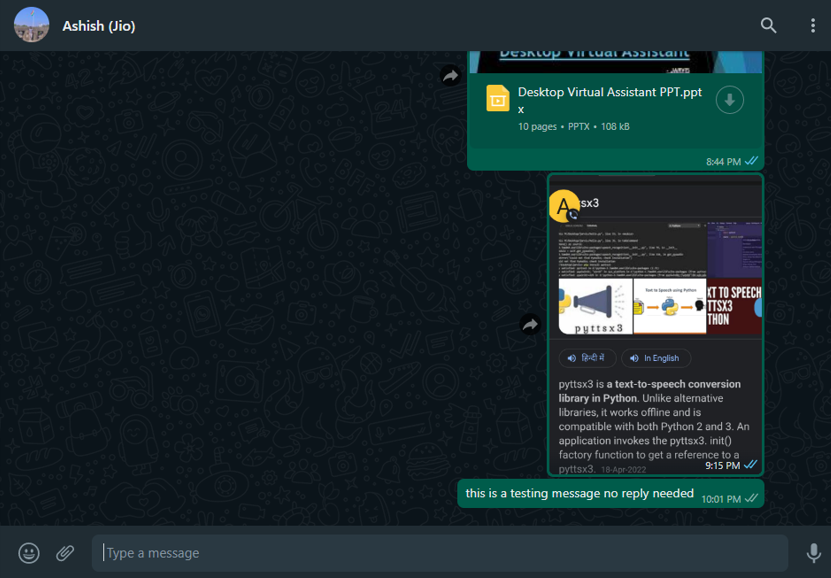 Ashish (Jio)
Desktop Virtual Assistant
Desktop Virtual Assistant PPT.ppt
x
10 pages • PPTX • 108 kB
8:44 PM
A
sx3
pyttsx3
Text to Speech using Python
XT TO SPEECH
YTTSX3
THON
हिन्दी में
In English
pyttsx3 is a text-to-speech conversion
library in Python. Unlike alternative
libraries, it works offline and is
compatible with both Python 2 and 3. An
application invokes the pyttsx3. init()
factory function to get a reference to a
pyttsx3. 18-Apr-2022
9:15 PM
this is a testing message no reply needed
10:01 PM
Type a message